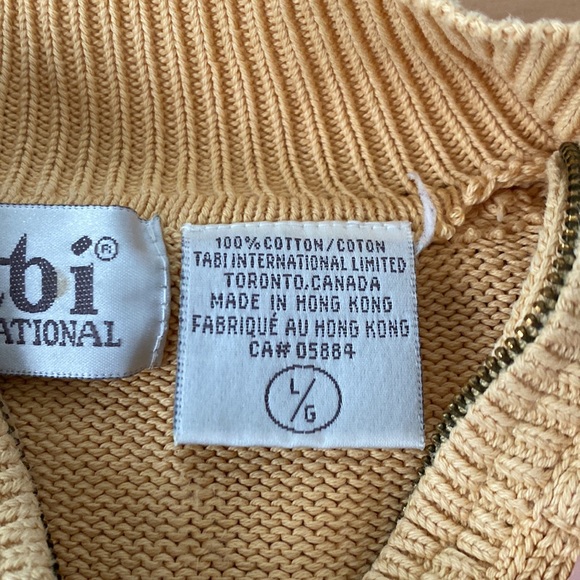 bi®
ATIONAL
100% COTTON/COTON
TABI INTERNATIONAL LIMITED
TORONTO, CANADA
MADE IN HONG KONG
FABRIQUÉ AU HONG KONG
CA# 05884
L/G